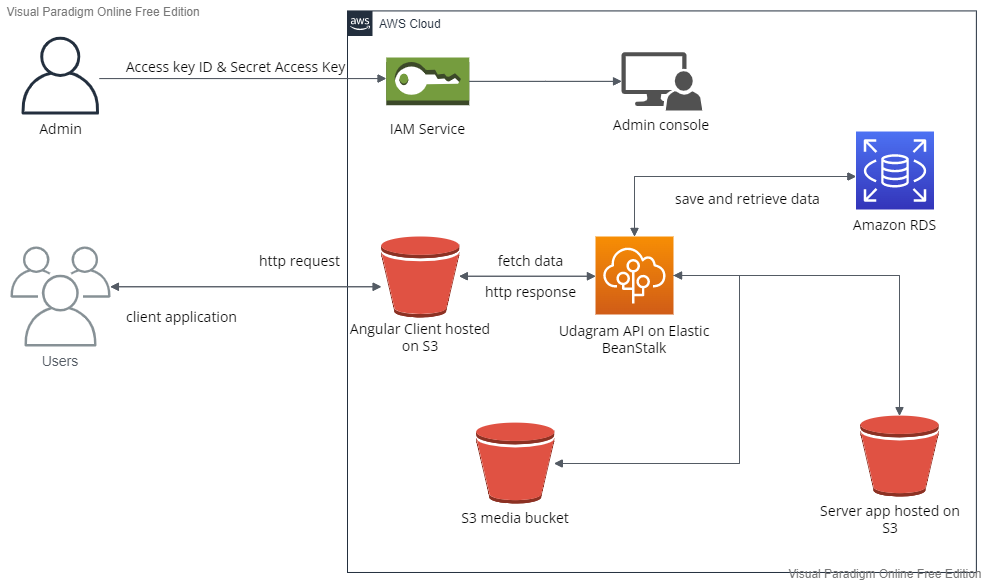 Visual Paradigm Online Free Edition
aws
AWS Cloud
Access key ID & Secret Access Key
Admin
IAM Service
Admin console
save and retrieve data
Amazon RDS
http request
fetch data
http response
client application
Angular Client hosted
on S3
Udagram API on Elastic
BeanStalk
Users
S3 media bucket
Server app hosted on
S3
Visual Paradigm Online Free Edition